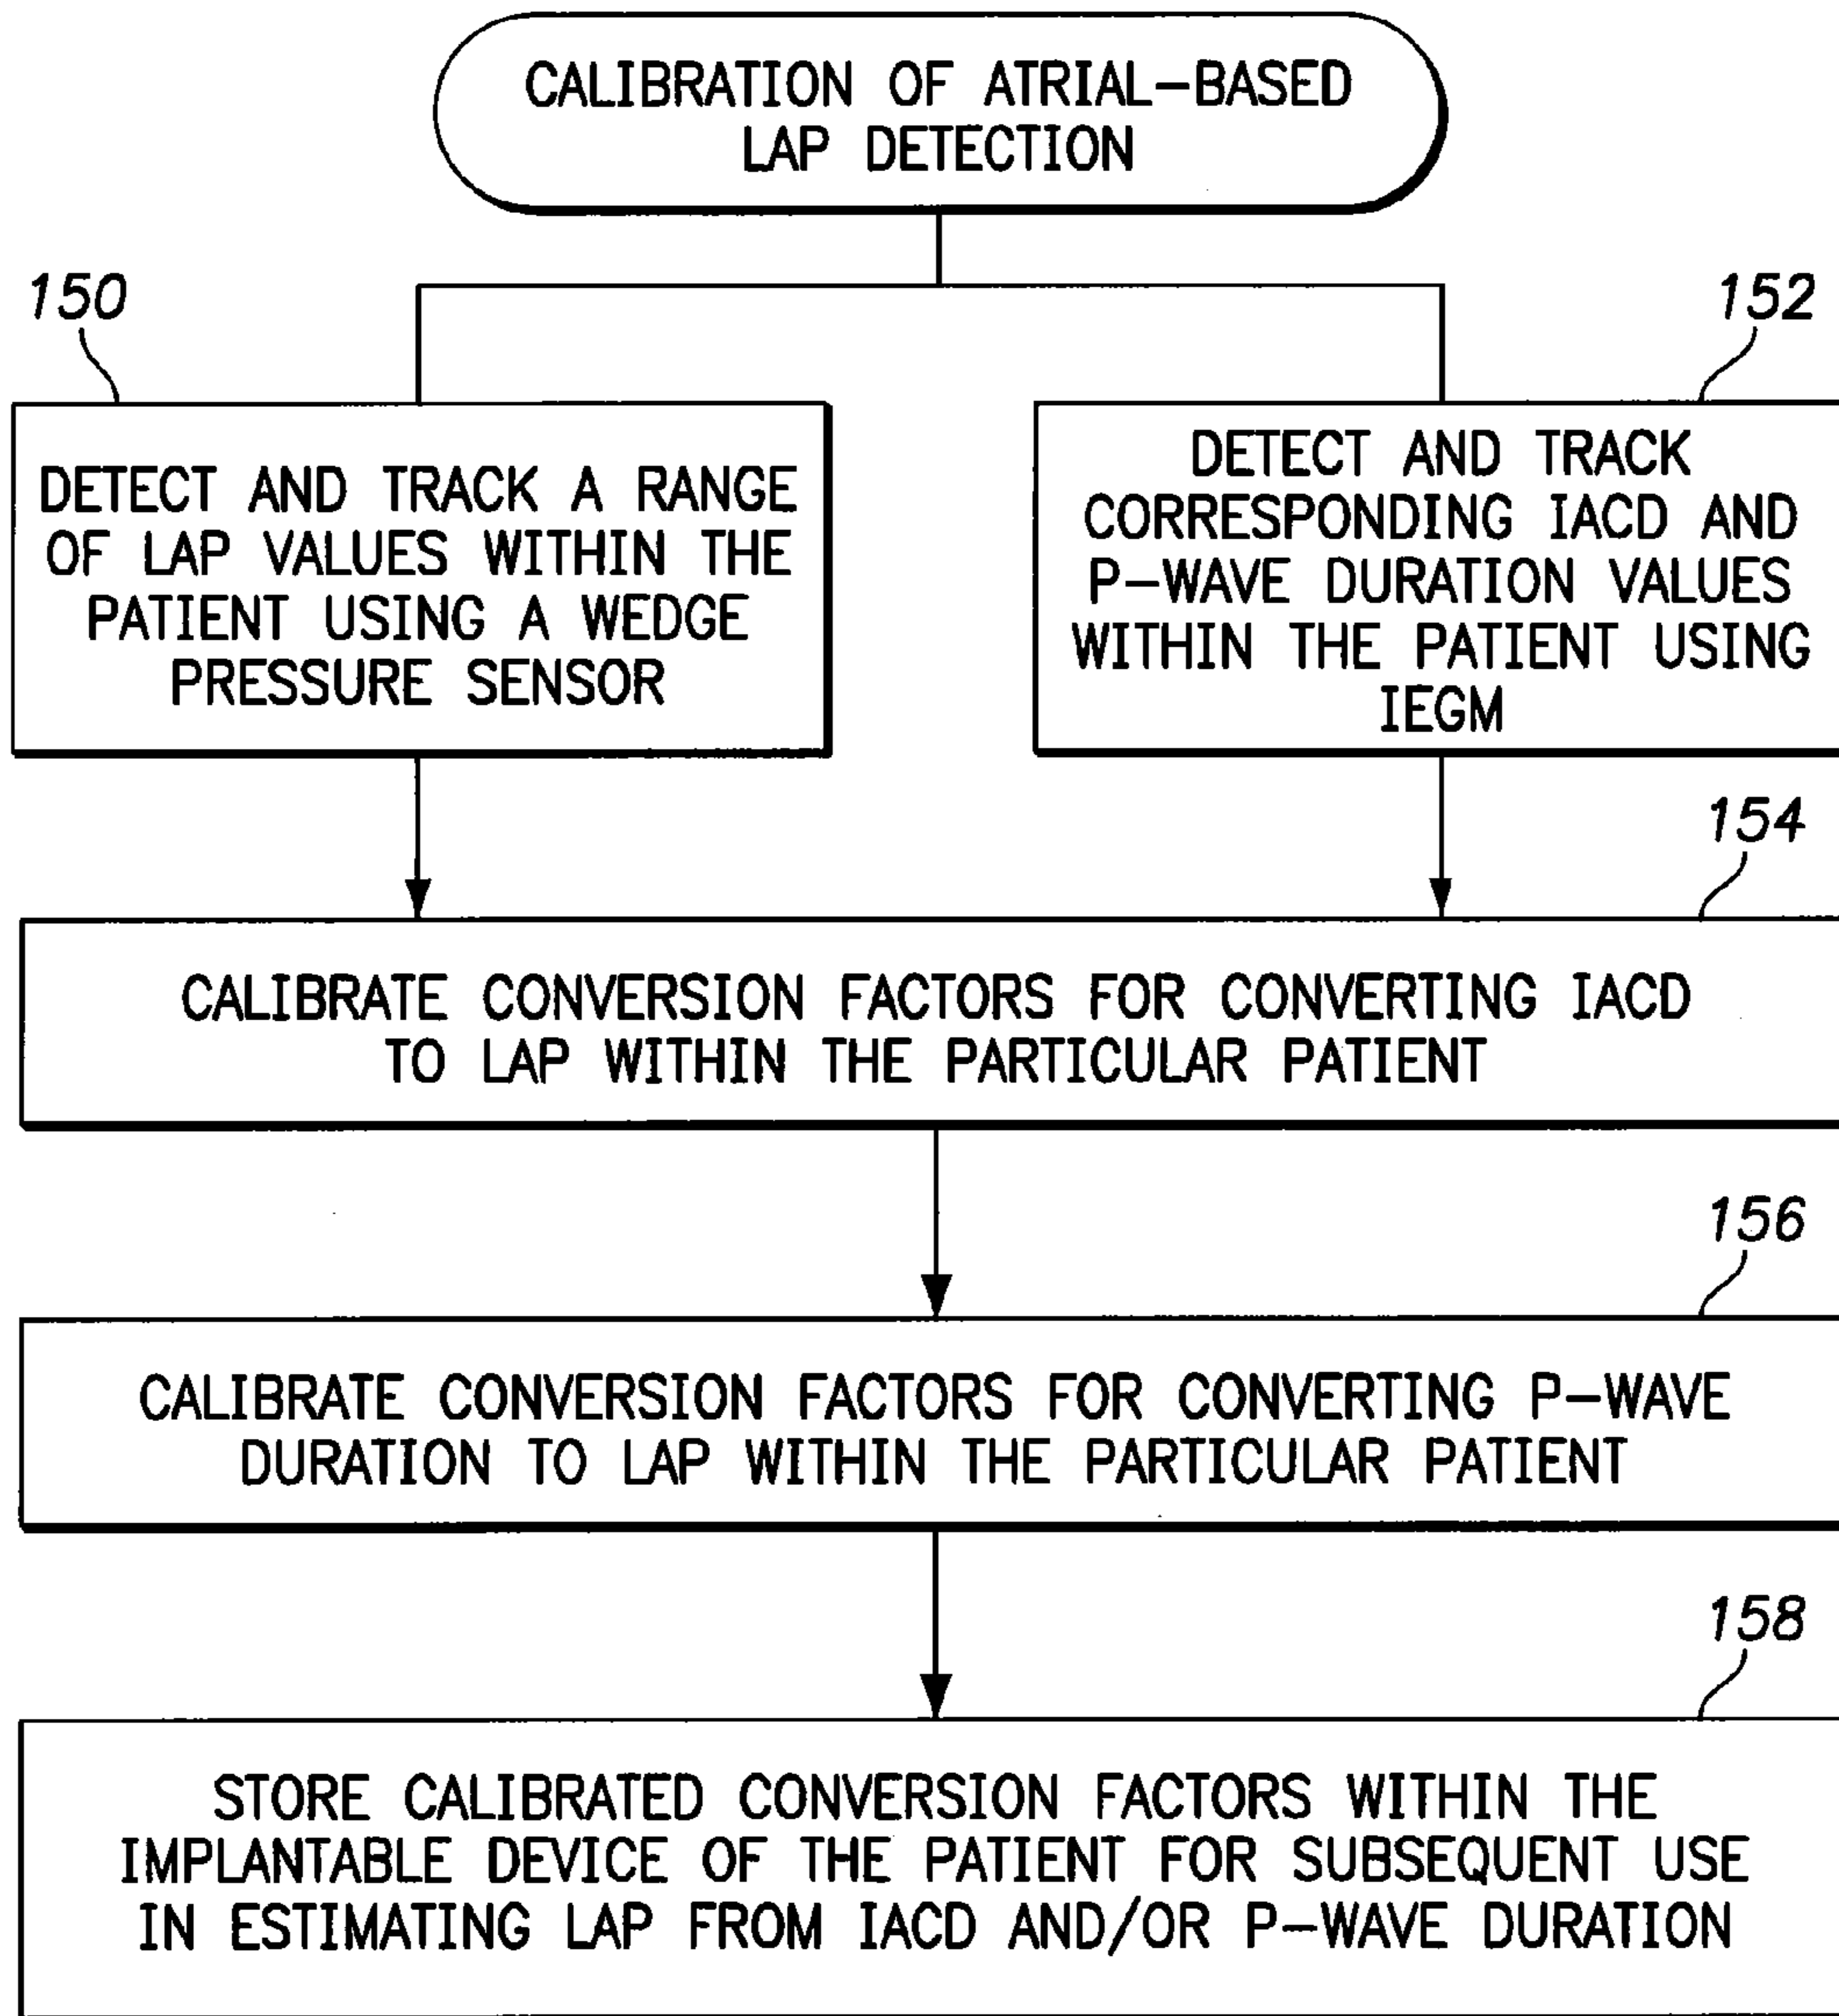 CALIBRATION OF ATRIAL-BASED
LAP DETECTION
150
152
DETECT AND TRACK A RANGE
OF LAP VALUES WITHIN THE
PATIENT USING A WEDGE
PRESSURE SENSOR
DETECT AND TRACK
CORRESPONDING IACD AND
P-WAVE DURATION VALUES
WITHIN THE PATIENT USING
IEGM
154
CALIBRATE CONVERSION FACTORS FOR CONVERTING IACD
TO LAP WITHIN THE PARTICULAR PATIENT
156
CALIBRATE CONVERSION FACTORS FOR CONVERTING P-WAVE
DURATION TO LAP WITHIN THE PARTICULAR PATIENT
158
STORE CALIBRATED CONVERSION FACTORS WITHIN THE
IMPLANTABLE DEVICE OF THE PATIENT FOR SUBSEQUENT USE
IN ESTIMATING LAP FROM IACD AND/OR P-WAVE DURATION